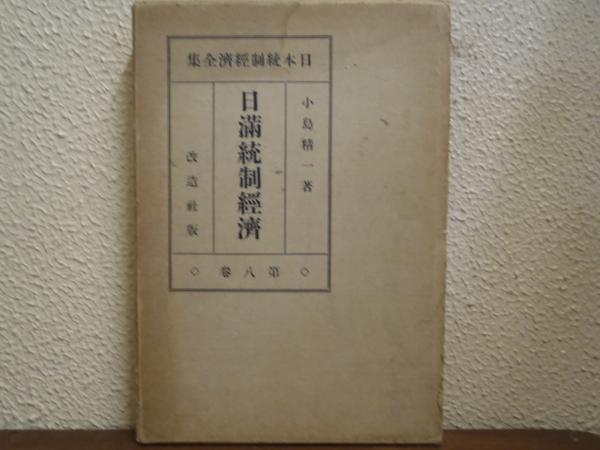 日本統制經濟全集
小島精一著
日滿統制經濟
改造社版
◇第八卷◇